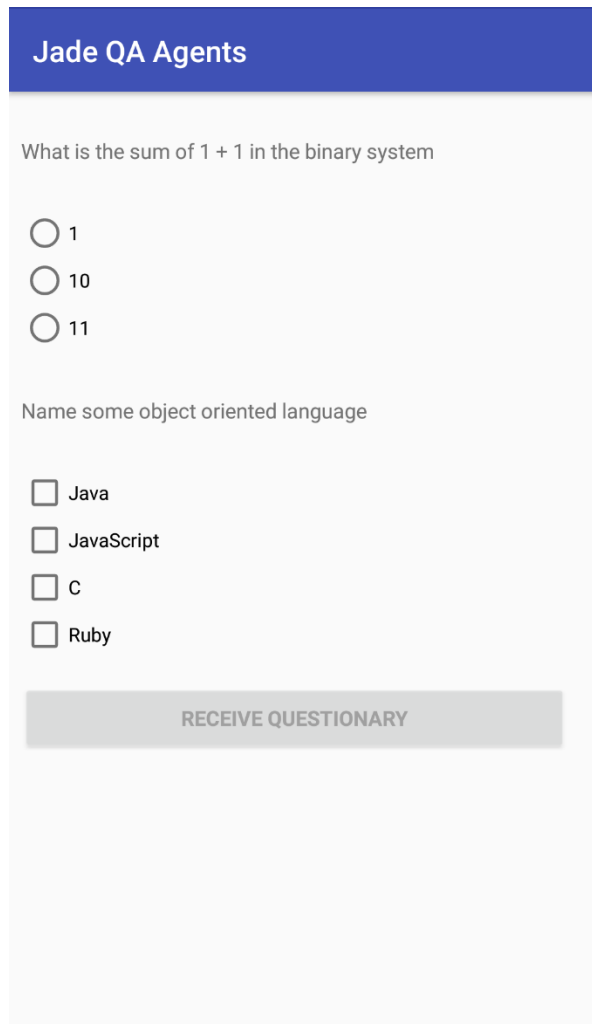 Jade QA Agents
What is the sum of 1 + 1 in the binary system
1
10
11
Name some object oriented language
Java
JavaScript
C
Ruby
RECEIVE QUESTIONARY